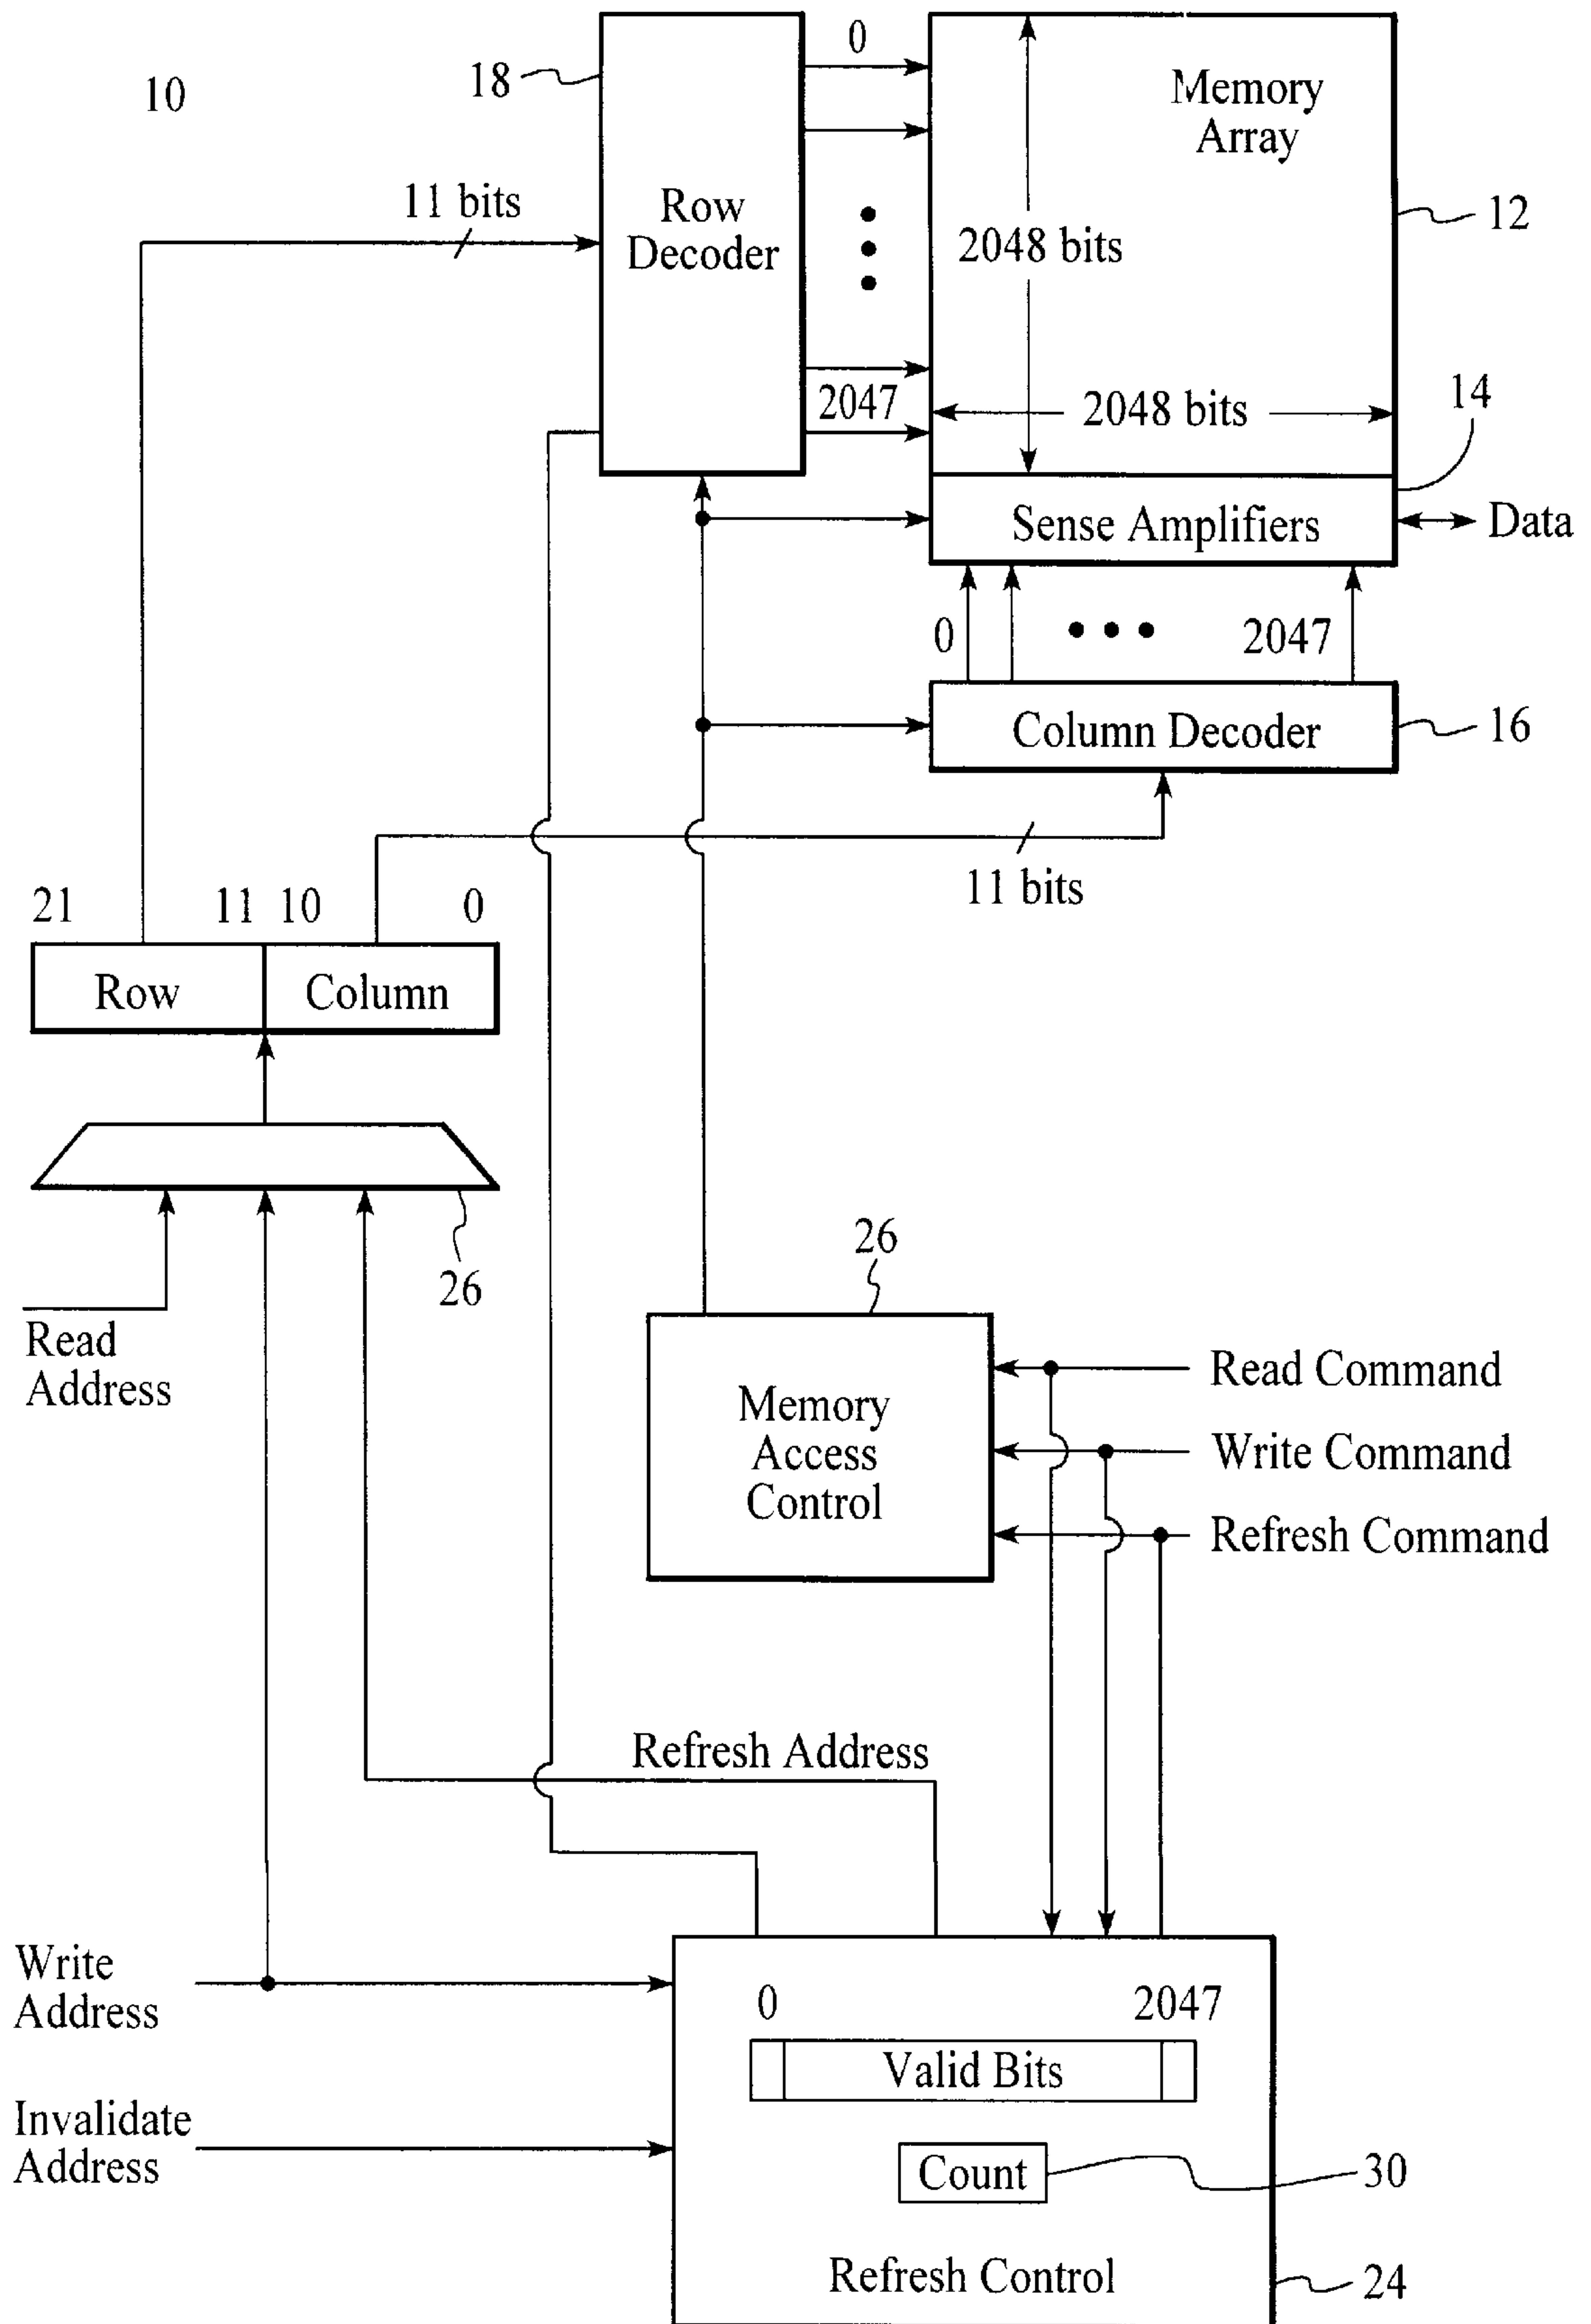 10
18
0
Memory
Array
11 bits
Row
Decoder
2048 bits
12
2047
2048 bits
14
Sense Amplifiers
Data
0
2047
Column Decoder
16
11 bits
21
11
10
0
Row
Column
26
Read
Address
26
Memory
Access
Control
Read Command
Write Command
Refresh Command
Refresh Address
Write
Address
0
2047
Valid Bits
Invalidate
Address
Count
30
Refresh Control
24